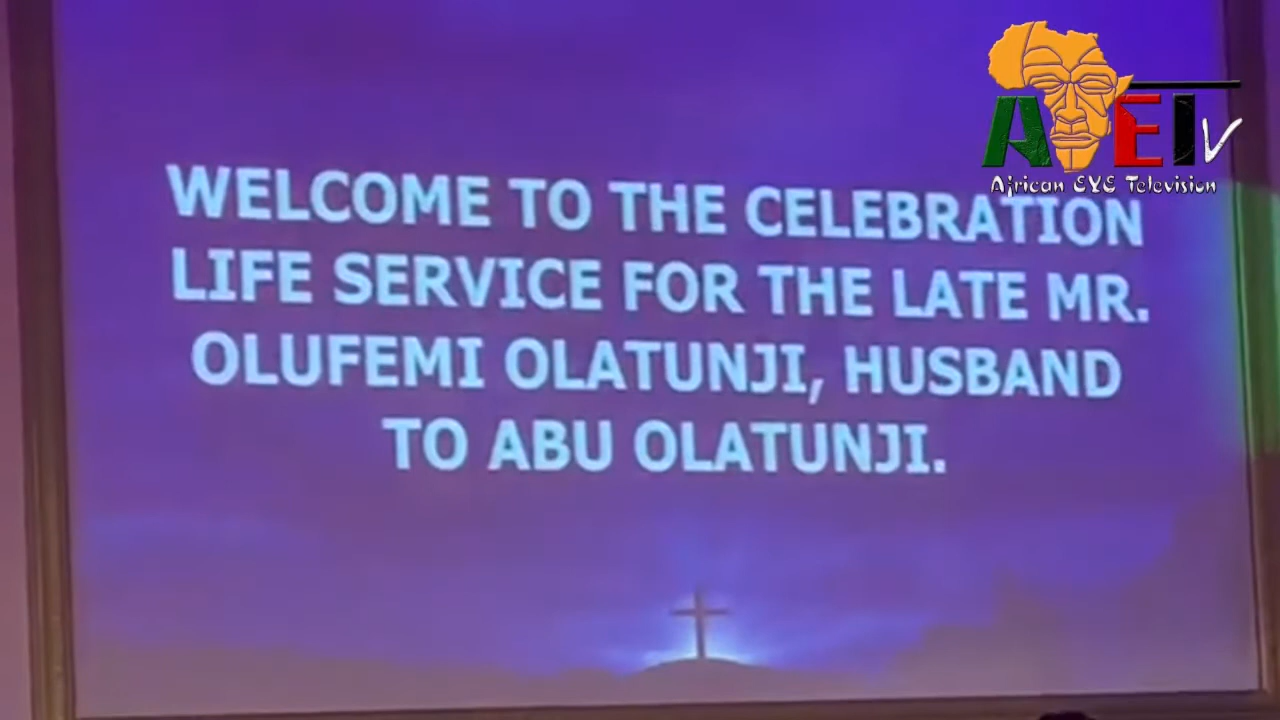 AETV
African EYE Television
WELCOME TO THE CELEBRATION
LIFE SERVICE FOR THE LATE MR.
OLUFEMI OLATUNJI, HUSBAND
TO ABU OLATUNJI.